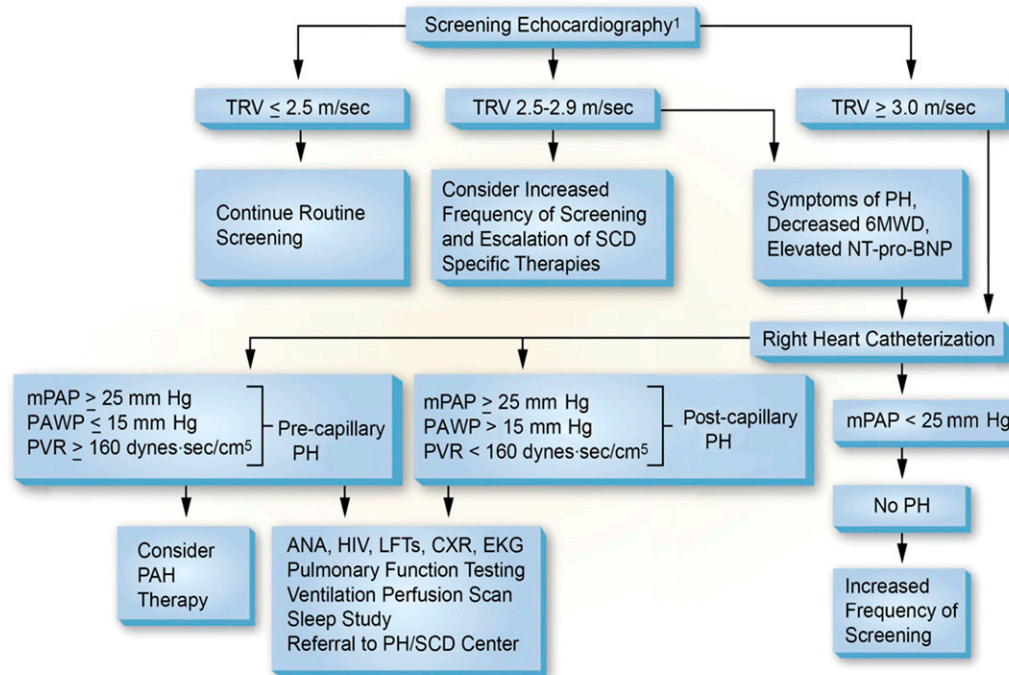 Screening Echocardiography¹
TRV ≤ 2.5 m/sec
TRV 2.5-2.9 m/sec
TRV ≥ 3.0 m/sec
Continue Routine
Screening
Consider Increased
Frequency of Screening
and Escalation of SCD
Specific Therapies
Symptoms of PH,
Decreased 6MWD,
Elevated NT-pro-BNP
Right Heart Catheterization
mPAP ≥ 25 mm Hg
PAWP ≤ 15 mm Hg
PVR ≥ 160 dynes·sec/cm⁵
Pre-capillary
PH
mPAP ≥ 25 mm Hg
PAWP > 15 mm Hg
PVR < 160 dynes·sec/cm⁵
Post-capillary
PH
mPAP < 25 mm Hg
No PH
Consider
PAH
Therapy
ANA, HIV, LFTs, CXR, EKG
Pulmonary Function Testing
Ventilation Perfusion Scan
Sleep Study
Referral to PH/SCD Center
Increased
Frequency of
Screening